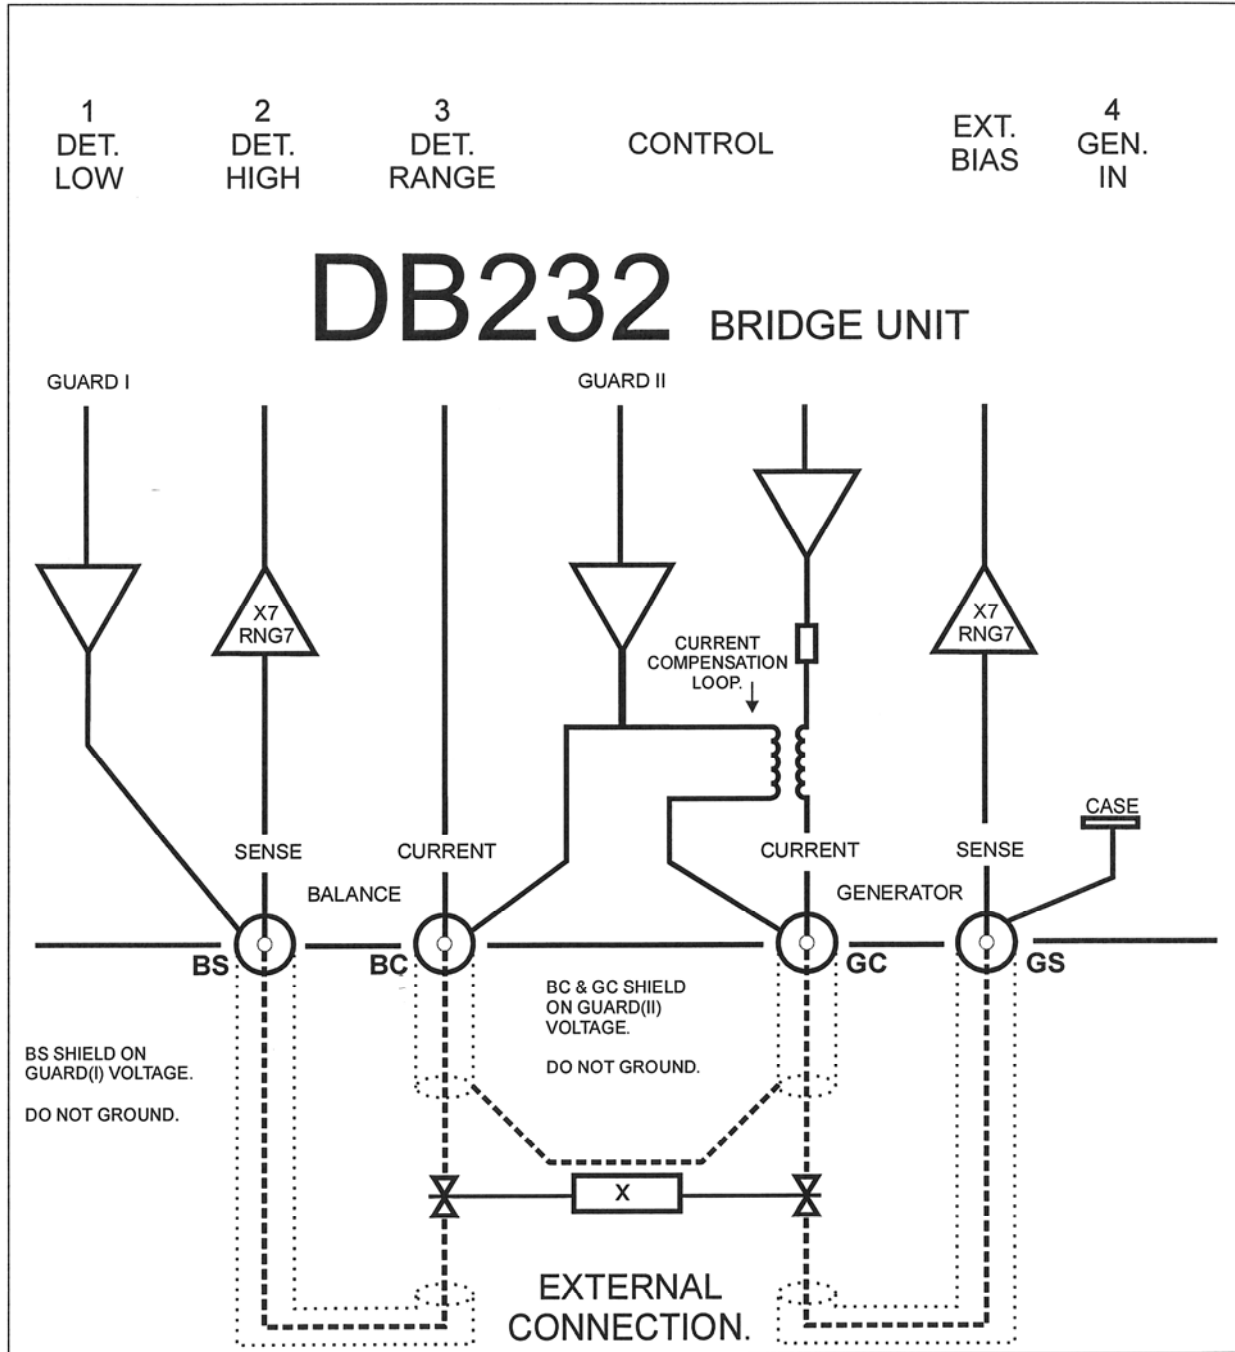 1
DET.
LOW
2
DET.
HIGH
3
DET.
RANGE
CONTROL
EXT.
BIAS
4
GEN.
IN
DB232 BRIDGE UNIT
GUARD I
GUARD II
X7
RNG7
CURRENT
COMPENSATION
LOOP.
X7
RNG7
CASE
SENSE
CURRENT
CURRENT
SENSE
BALANCE
GENERATOR
BS
BC
GC
GS
BC & GC SHIELD
ON GUARD(II)
VOLTAGE.
DO NOT GROUND.
BS SHIELD ON
GUARD(I) VOLTAGE.
DO NOT GROUND.
X
EXTERNAL
CONNECTION.